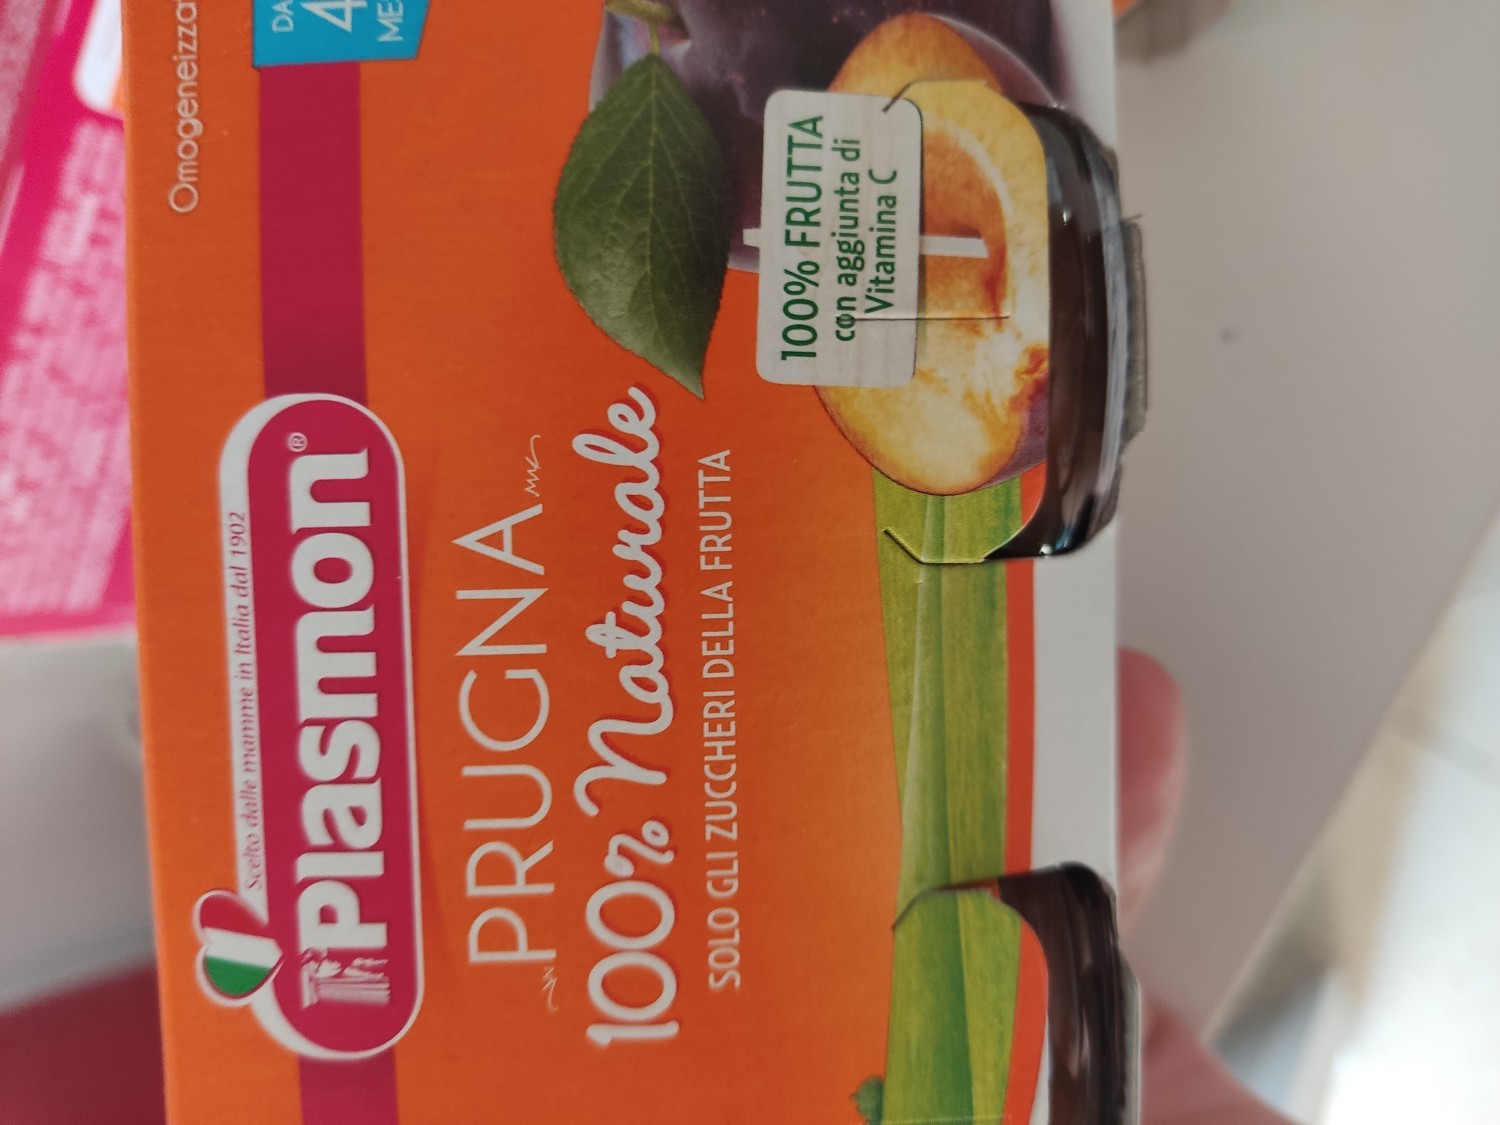 Omogeneizzat
DA
4
ME
Scelto dalle mamme in Italia dal 1902
Plasmon®
PRUGNA
100% Naturale
SOLO GLI ZUCCHERI DELLA FRUTTA
100% FRUTTA
con aggiunta di
Vitamina C